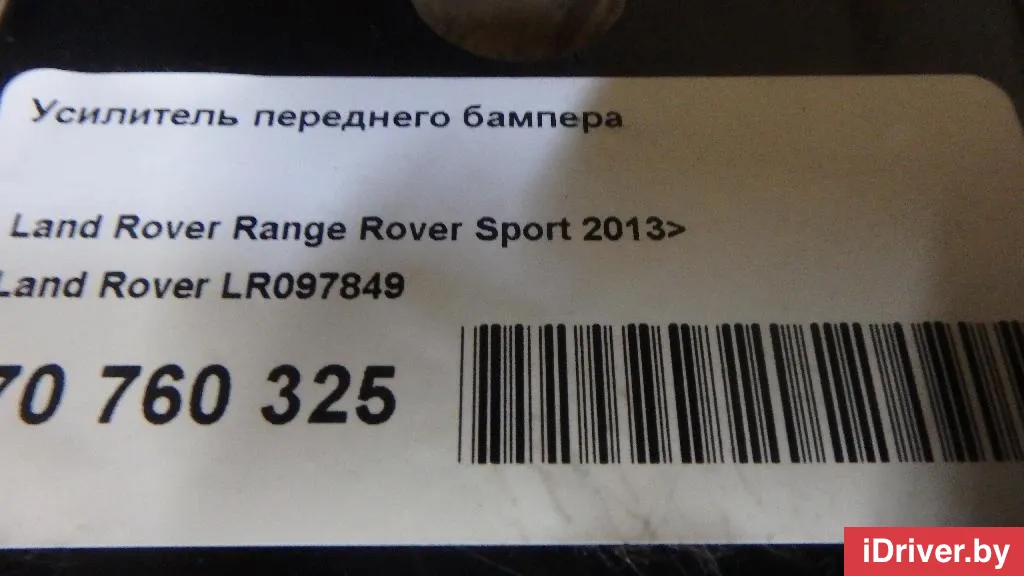 Усилитель переднего бампера
Land Rover Range Rover Sport 2013>
Land Rover LR097849
70 760 325
iDriver.by